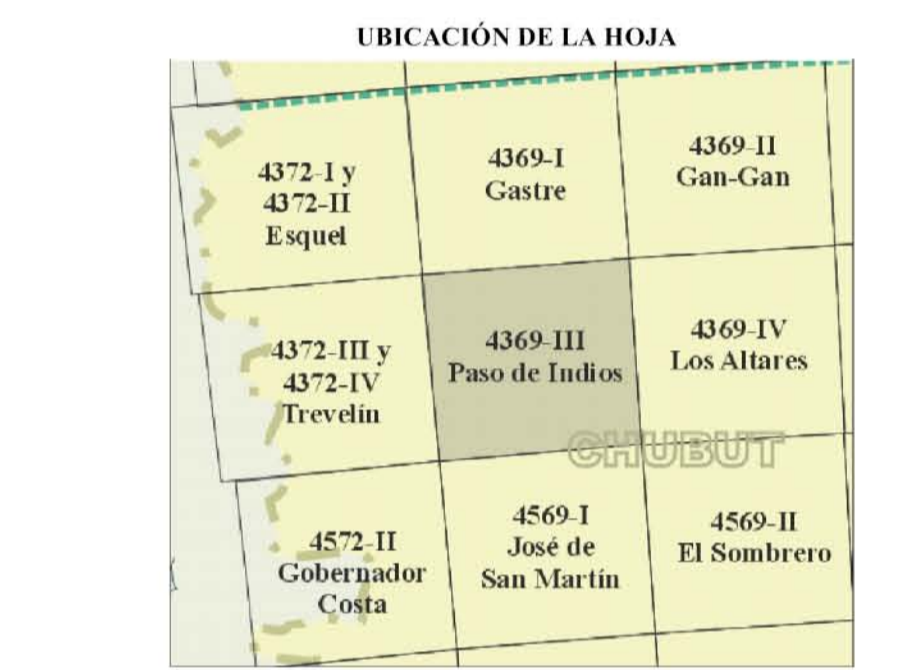 UBICACIÓN DE LA HOJA
4372-I y
4372-II
Esquel
4369-I
Gastre
4369-II
Gan-Gan
4372-III y
4372-IV
Trevelín
4369-III
Paso de Indios
4369-IV
Los Altares
CHUBUT
4572-II
Gobernador
Costa
4569-I
José de
San Martín
4569-II
El Sombrero